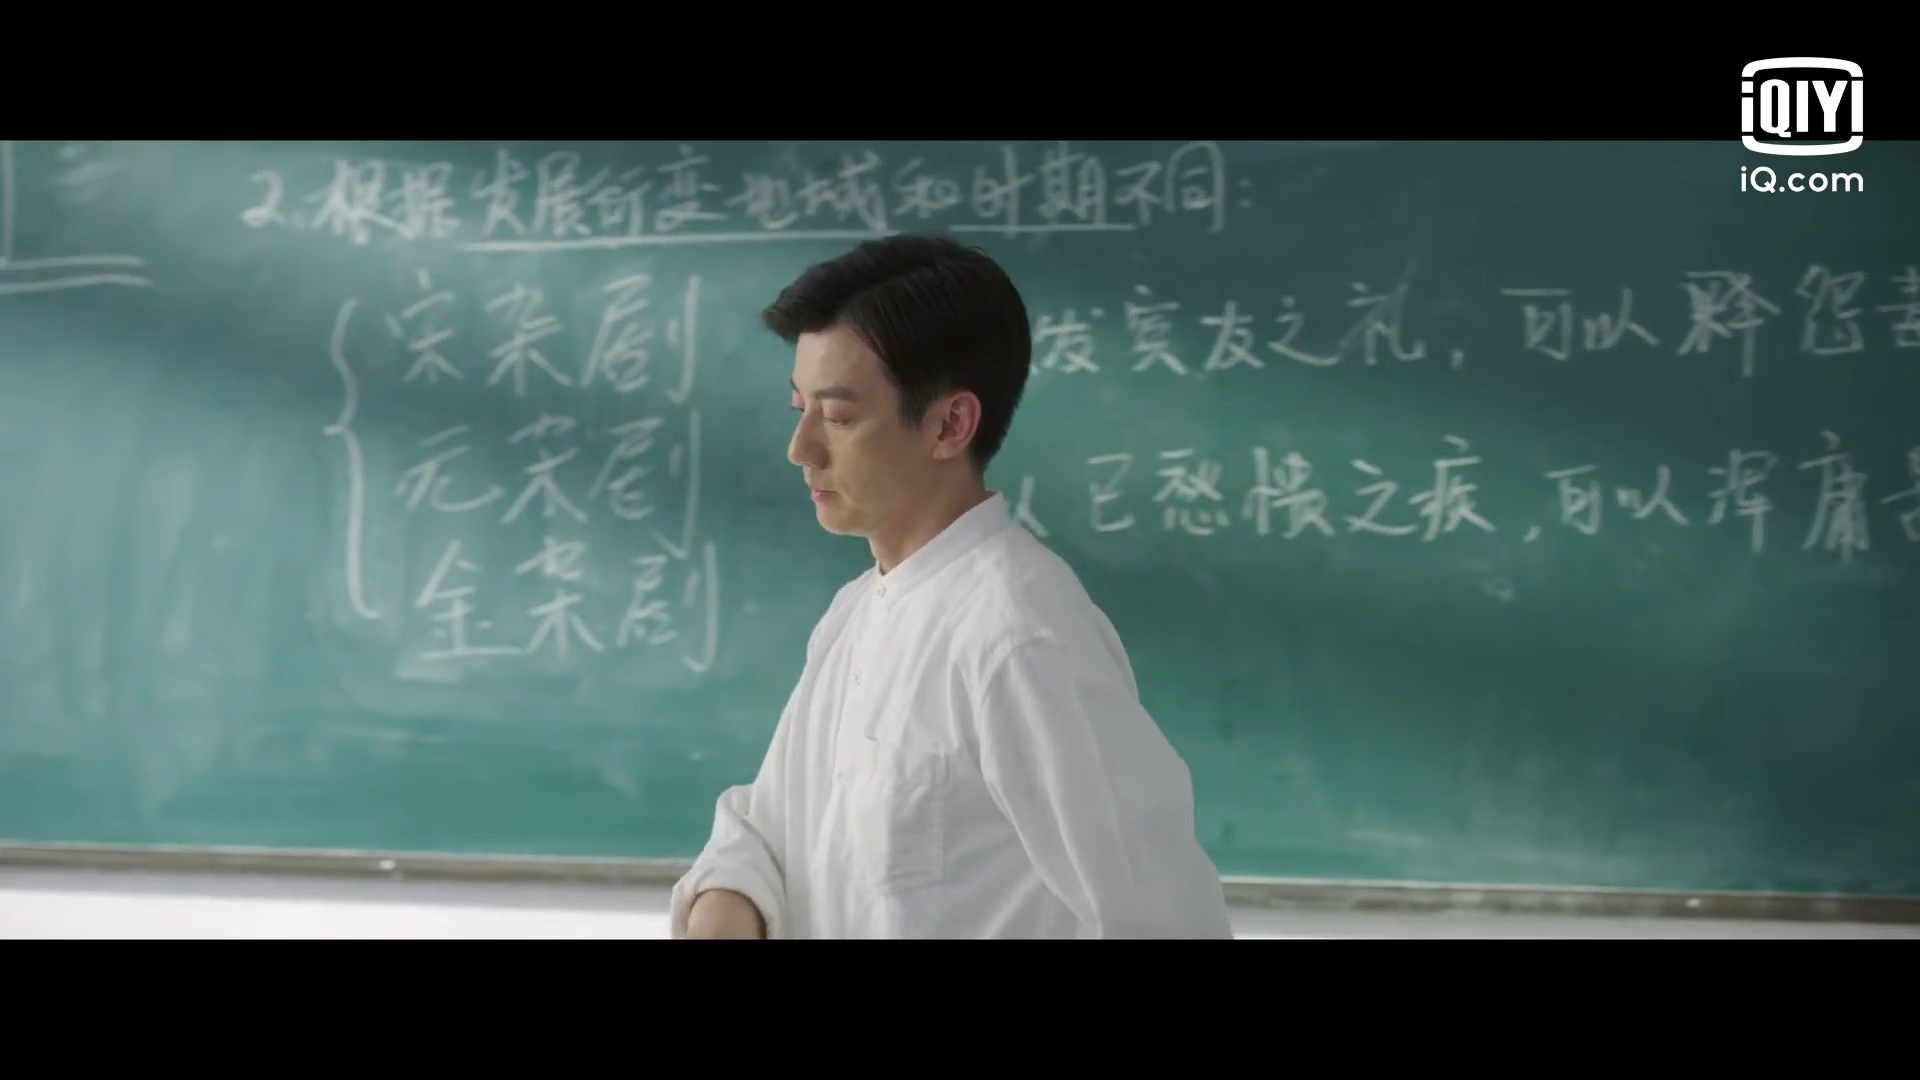 iQIYI
iQ.com
2. 根据发展所变地域和时期不同:
宋杂剧
元杂剧
金杂剧
发宾友之礼，可以释怨
以已愁愦之疾，可以浑庸